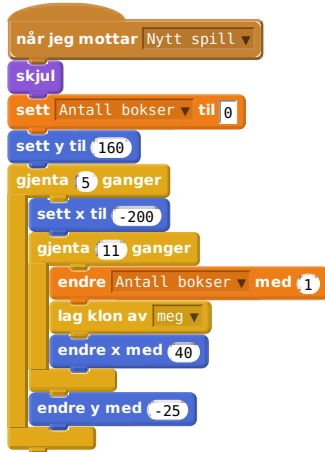 når jeg mottar Nytt spill
skjul
sett Antall bokser til 0
sett y til 160
gjenta 5 ganger
sett x til -200
gjenta 11 ganger
endre Antall bokser med 1
lag klon av meg
endre x med 40
endre y med -25